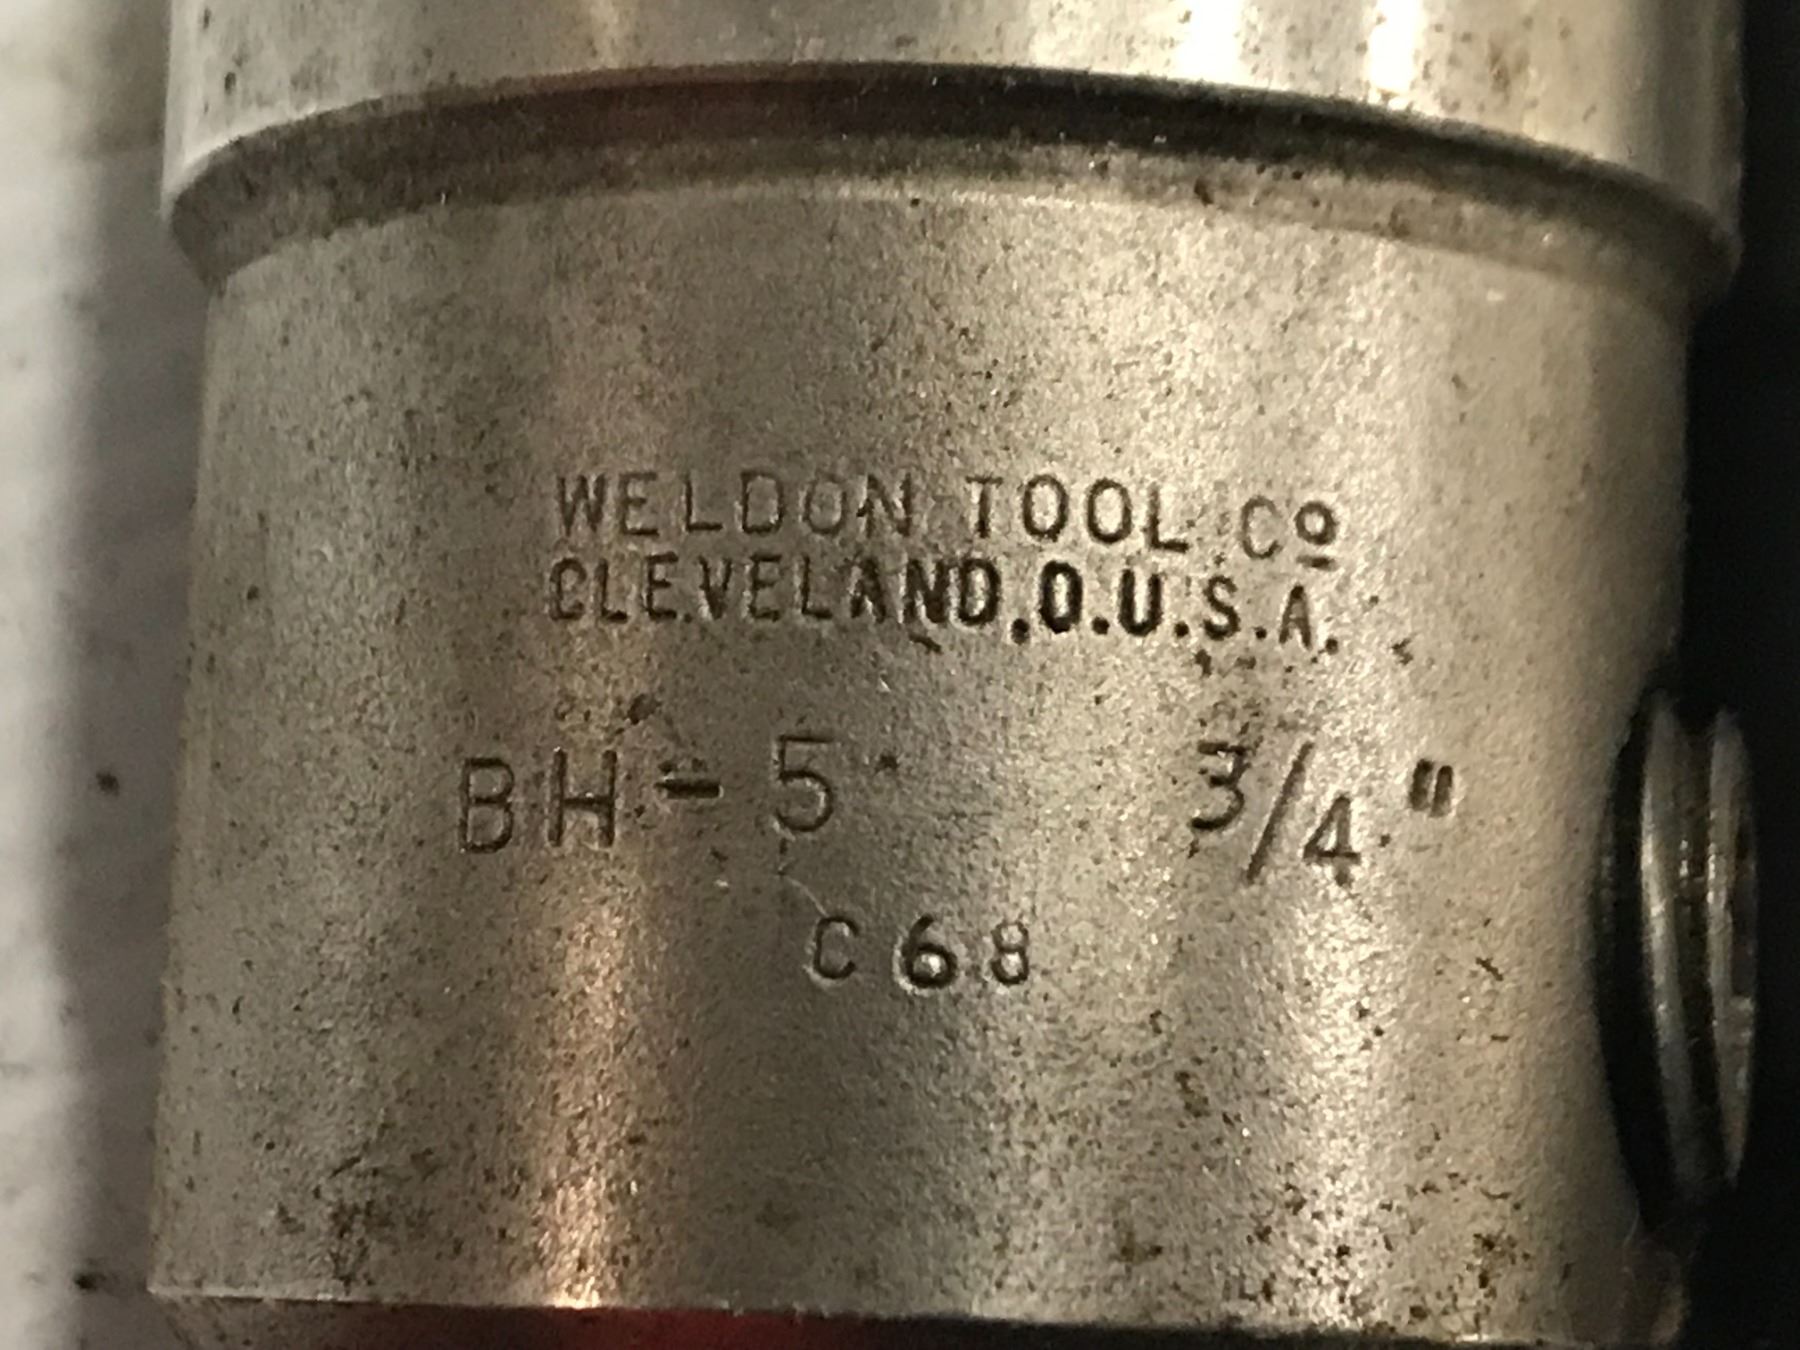 WELDON TOOL Cº
CLEVELAND,O.U.S.A.
BH-5 3/4"
C68